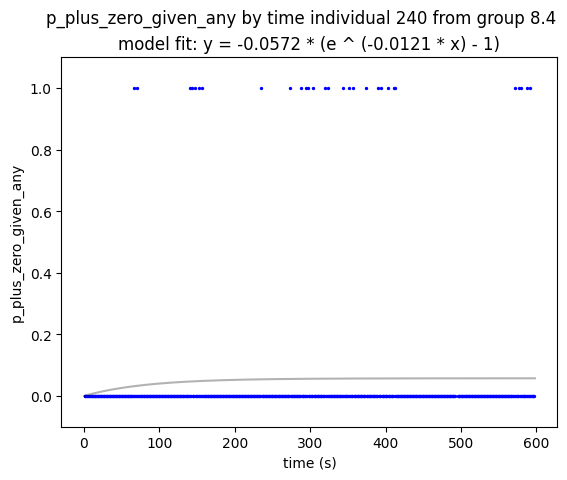 p_plus_zero_given_any by time individual 240 from group 8.4
model fit: y = -0.0572 * (e ^ (-0.0121 * x) - 1)
1.0
0.8
0.6
0.4
0.2
0.0
p_plus_zero_given_any
0 100 200 300 400 500 600
time (s)